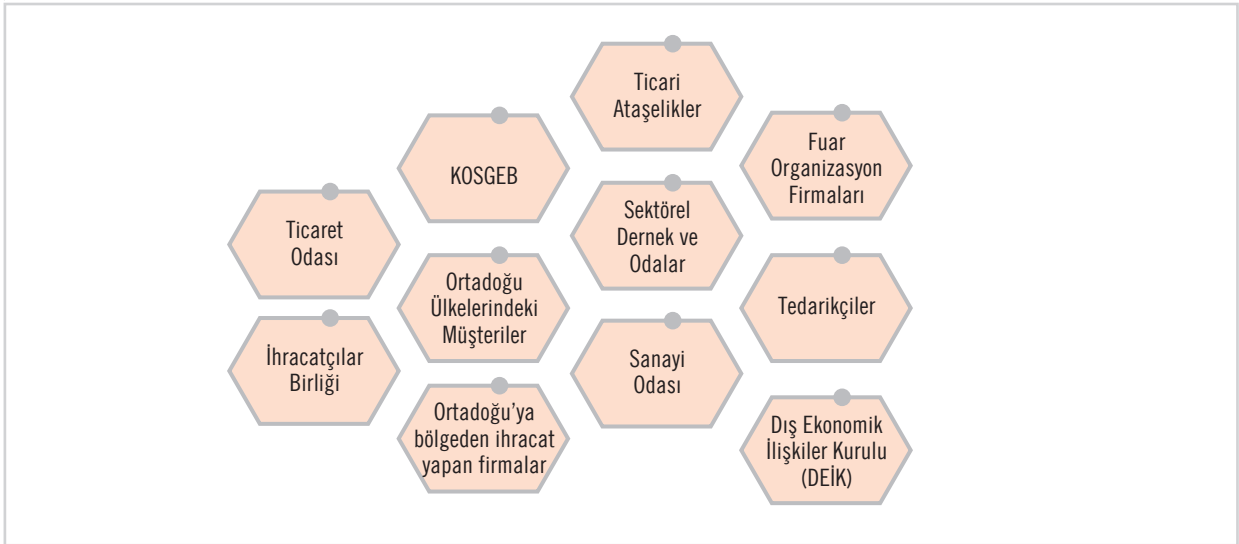 Ticari
Ataşelikler
Fuar
Organizasyon
Firmaları
KOSGEB
Sektörel
Dernek ve
Odalar
Ticaret
Odası
Ortadoğu
Ülkelerindeki
Müşteriler
Tedarikçiler
İhracatçılar
Birliği
Sanayi
Odası
Ortadoğu’ya
bölgeden ihracat
yapan firmalar
Dış Ekonomik
İlişkiler Kurulu
(DEİK)